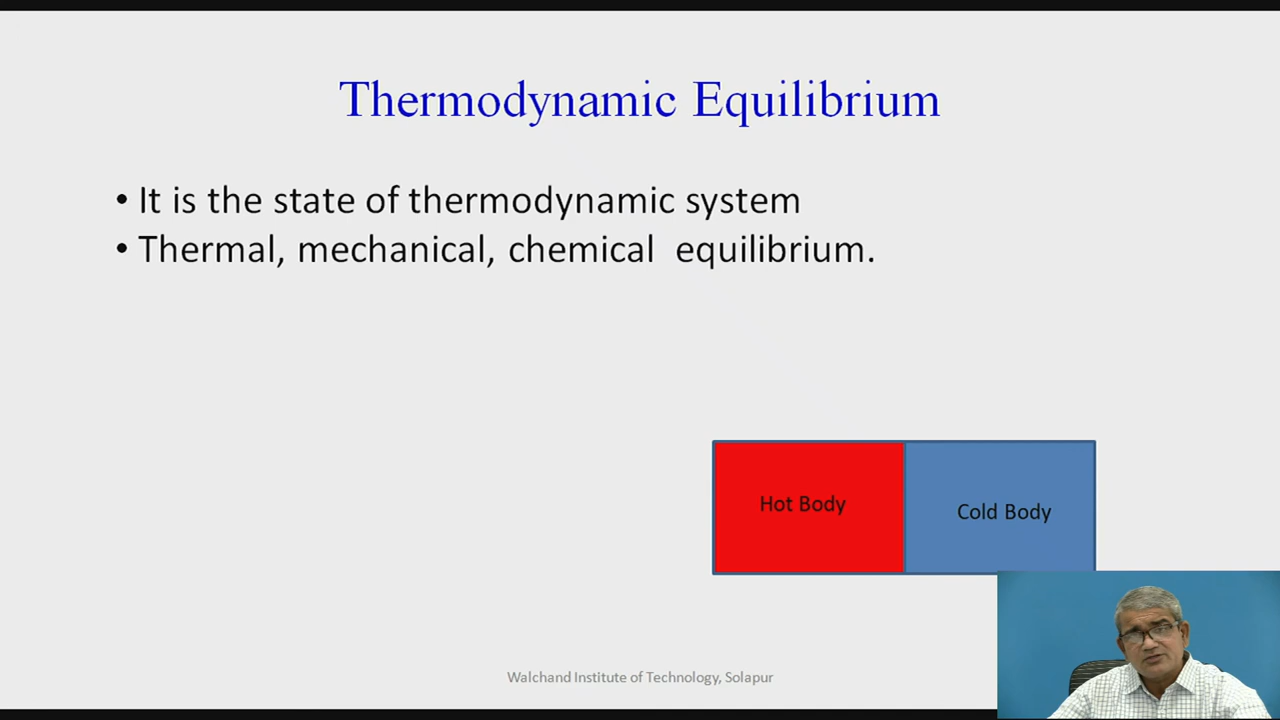 Thermodynamic Equilibrium
• It is the state of thermodynamic system
• Thermal, mechanical, chemical  equilibrium.
Hot Body
Cold Body
Walchand Institute of Technology, Solapur